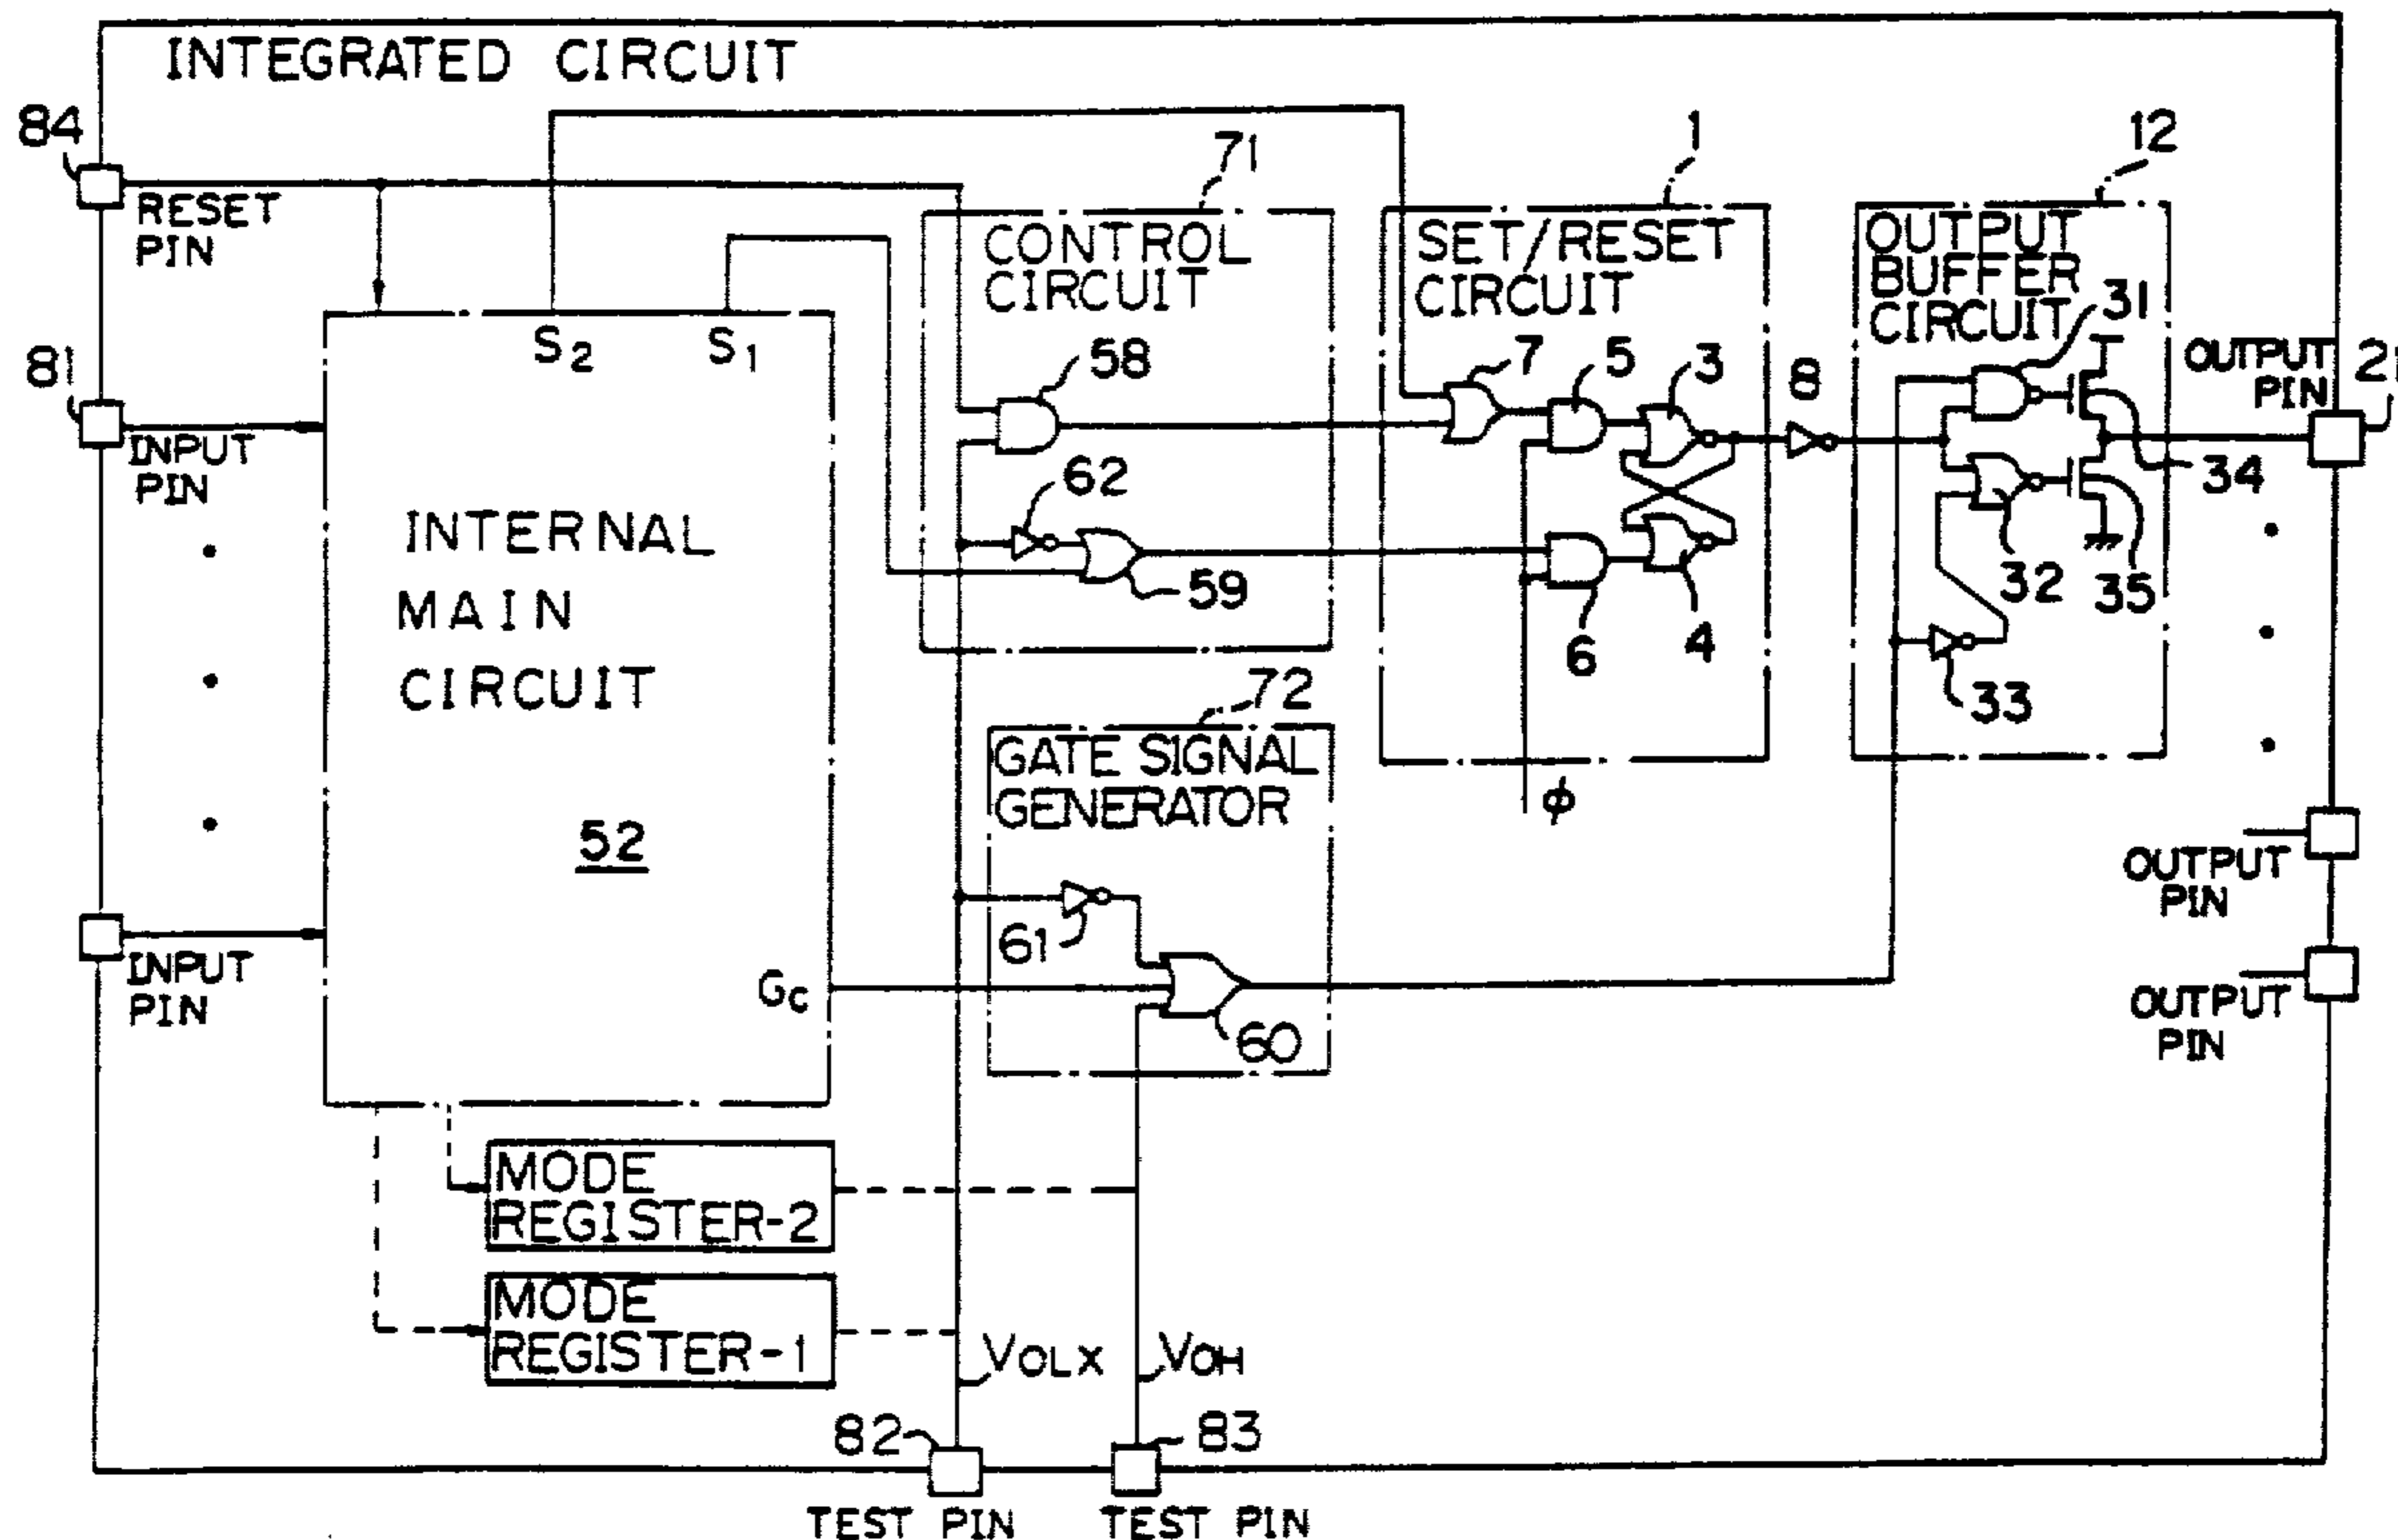 INTEGRATED CIRCUIT
84
RESET
PIN
81
INPUT
PIN
INPUT
PIN
S2
S1
INTERNAL
MAIN
CIRCUIT
52
Gc
71
CONTROL
CIRCUIT
58
62
59
72
GATE SIGNAL
GENERATOR
61
60
1
SET/RESET
CIRCUIT
7
5
3
6
4
ϕ
8
12
OUTPUT
BUFFER
CIRCUIT
31
34
32
35
33
OUTPUT
PIN
21
OUTPUT
PIN
OUTPUT
PIN
MODE
REGISTER-2
MODE
REGISTER-1
VOLX
VOH
82
83
TEST PIN
TEST PIN